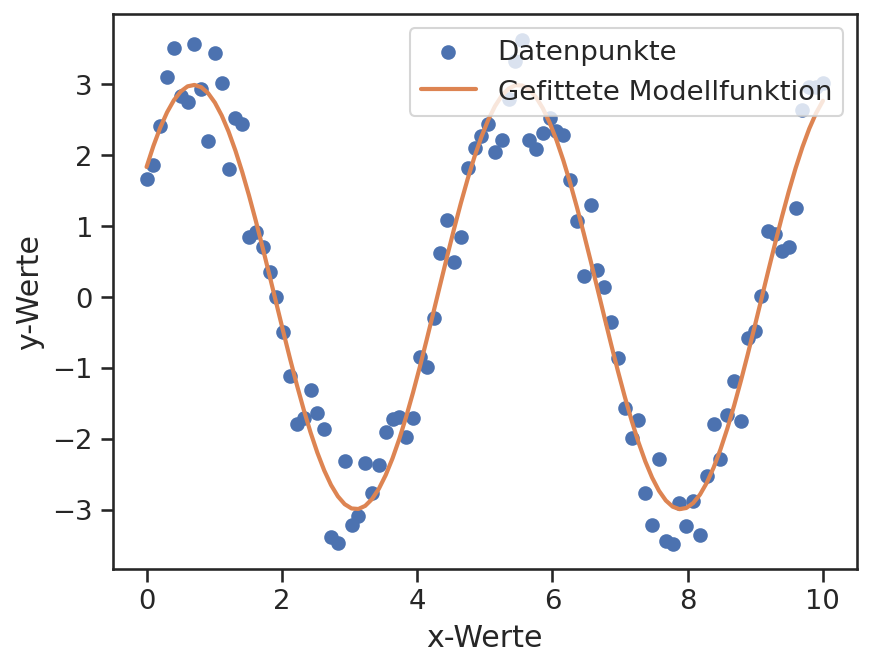 Datenpunkte
Gefittete Modellfunktion
3
2
1
0
−1
−2
−3
y-Werte
0 2 4 6 8 10
x-Werte